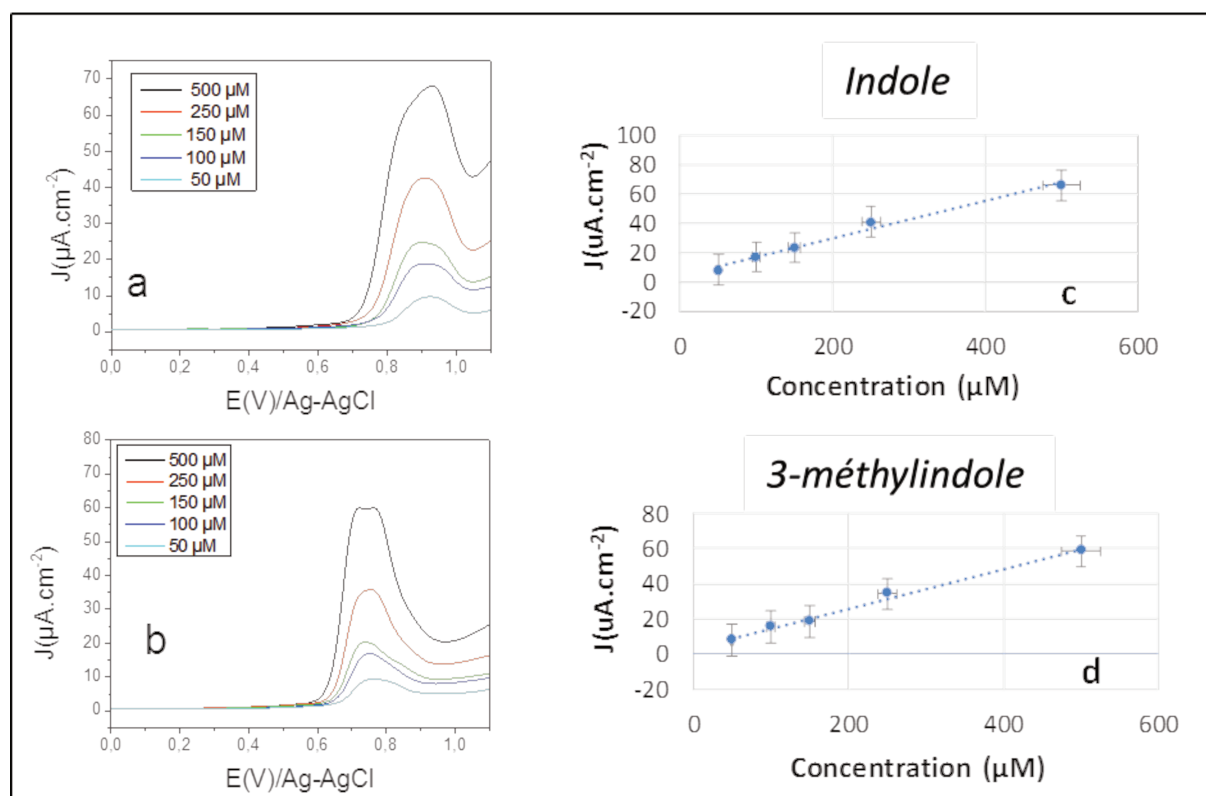 70
60
50
40
30
20
10
0
J(µA.cm-2)
500 µM
250 µM
150 µM
100 µM
50 µM
a
0,0 0,2 0,4 0,6 0,8 1,0
E(V)/Ag-AgCl
Indole
100
80
60
40
20
0
-20
J(uA.cm-2)
c
0 200 400 600
Concentration (µM)
80
70
60
50
40
30
20
10
0
J(µA.cm-2)
500 µM
250 µM
150 µM
100 µM
50 µM
b
0,0 0,2 0,4 0,6 0,8 1,0
E(V)/Ag-AgCl
3-méthylindole
80
60
40
20
0
-20
J(uA.cm-2)
d
0 200 400 600
Concentration (µM)